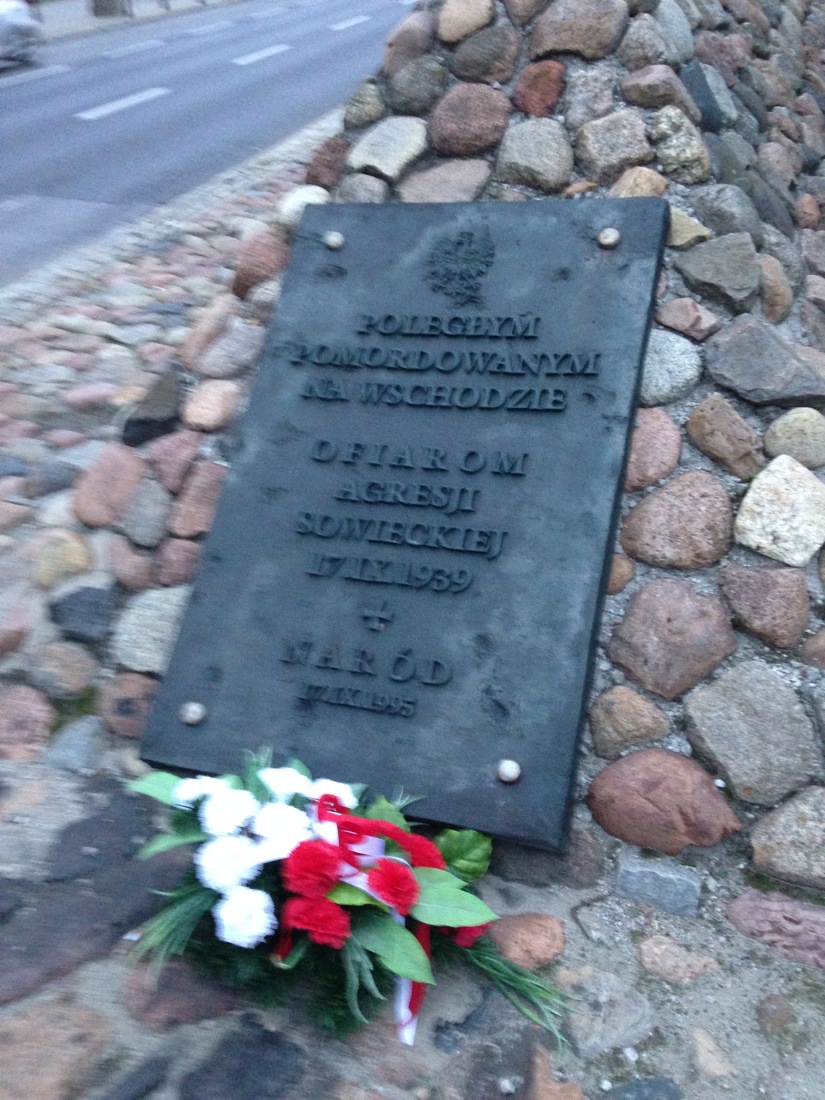 POLEGŁYM
POMORDOWANYM
NA WSCHODZIE
OFIAROM
AGRESJI
SOWIECKIEJ
17.IX.1939
NARÓD
17.IX.1995